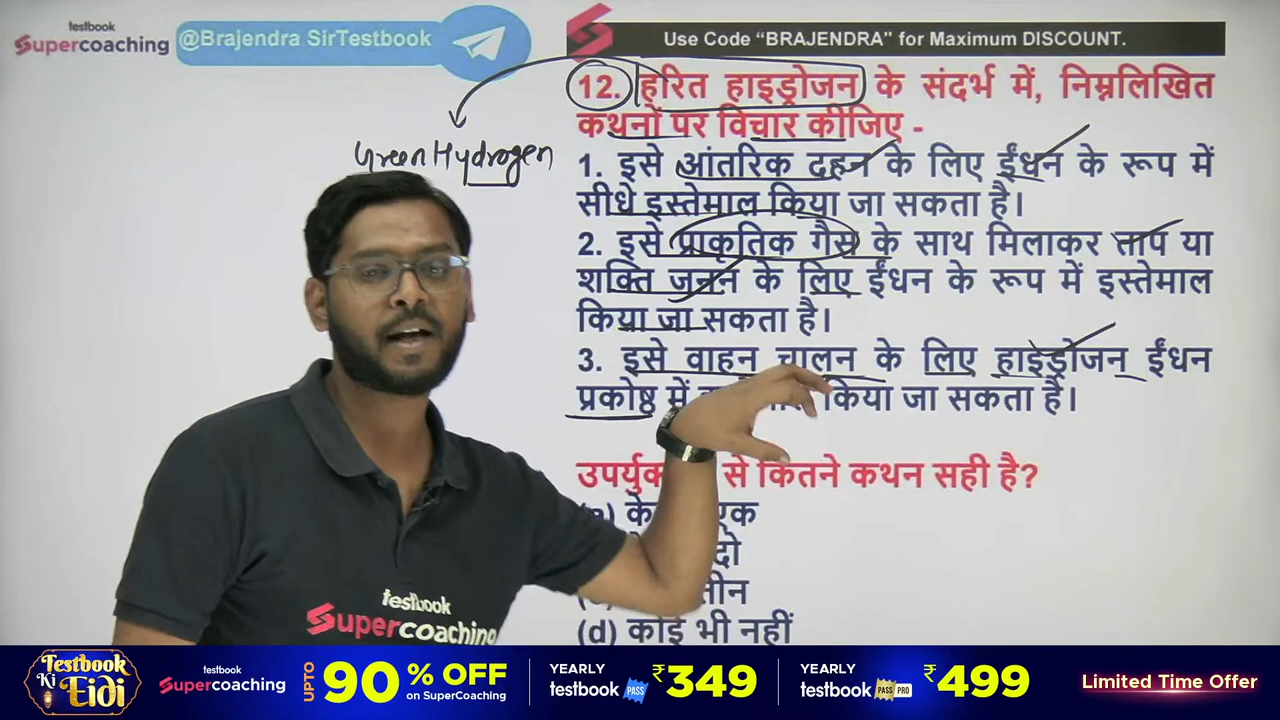 testbook
Supercoaching
@Brajendra SirTestbook
Use Code “BRAJENDRA" for Maximum DISCOUNT.
12. हरित हाइड्रोजन के संदर्भ में, निम्नलिखित
कथनों पर विचार कीजिए -
Green Hydrogen
1. इसे आंतरिक दहन के लिए ईंधन के रूप में
सीधे इस्तेमाल किया जा सकता है।
2. इसे प्राकृतिक गैस के साथ मिलाकर ताप या
शक्ति जनन के लिए ईंधन के रूप में इस्तेमाल
किया जा सकता है।
3. इसे वाहन चालन के लिए हाइड्रोजन ईंधन
प्रकोष्ठ में किया जा सकता है।
से कितने कथन सही है?
दो
तीन
(d) कोई भी नहीं
testbook
Supercoaching
Testbook
Ki
Eidi
testbook
Supercoaching
UPTO 90% OFF
on SuperCoaching
YEARLY
testbook PASS
₹349
YEARLY
testbook PASS PRO
₹499
Limited Time Offer